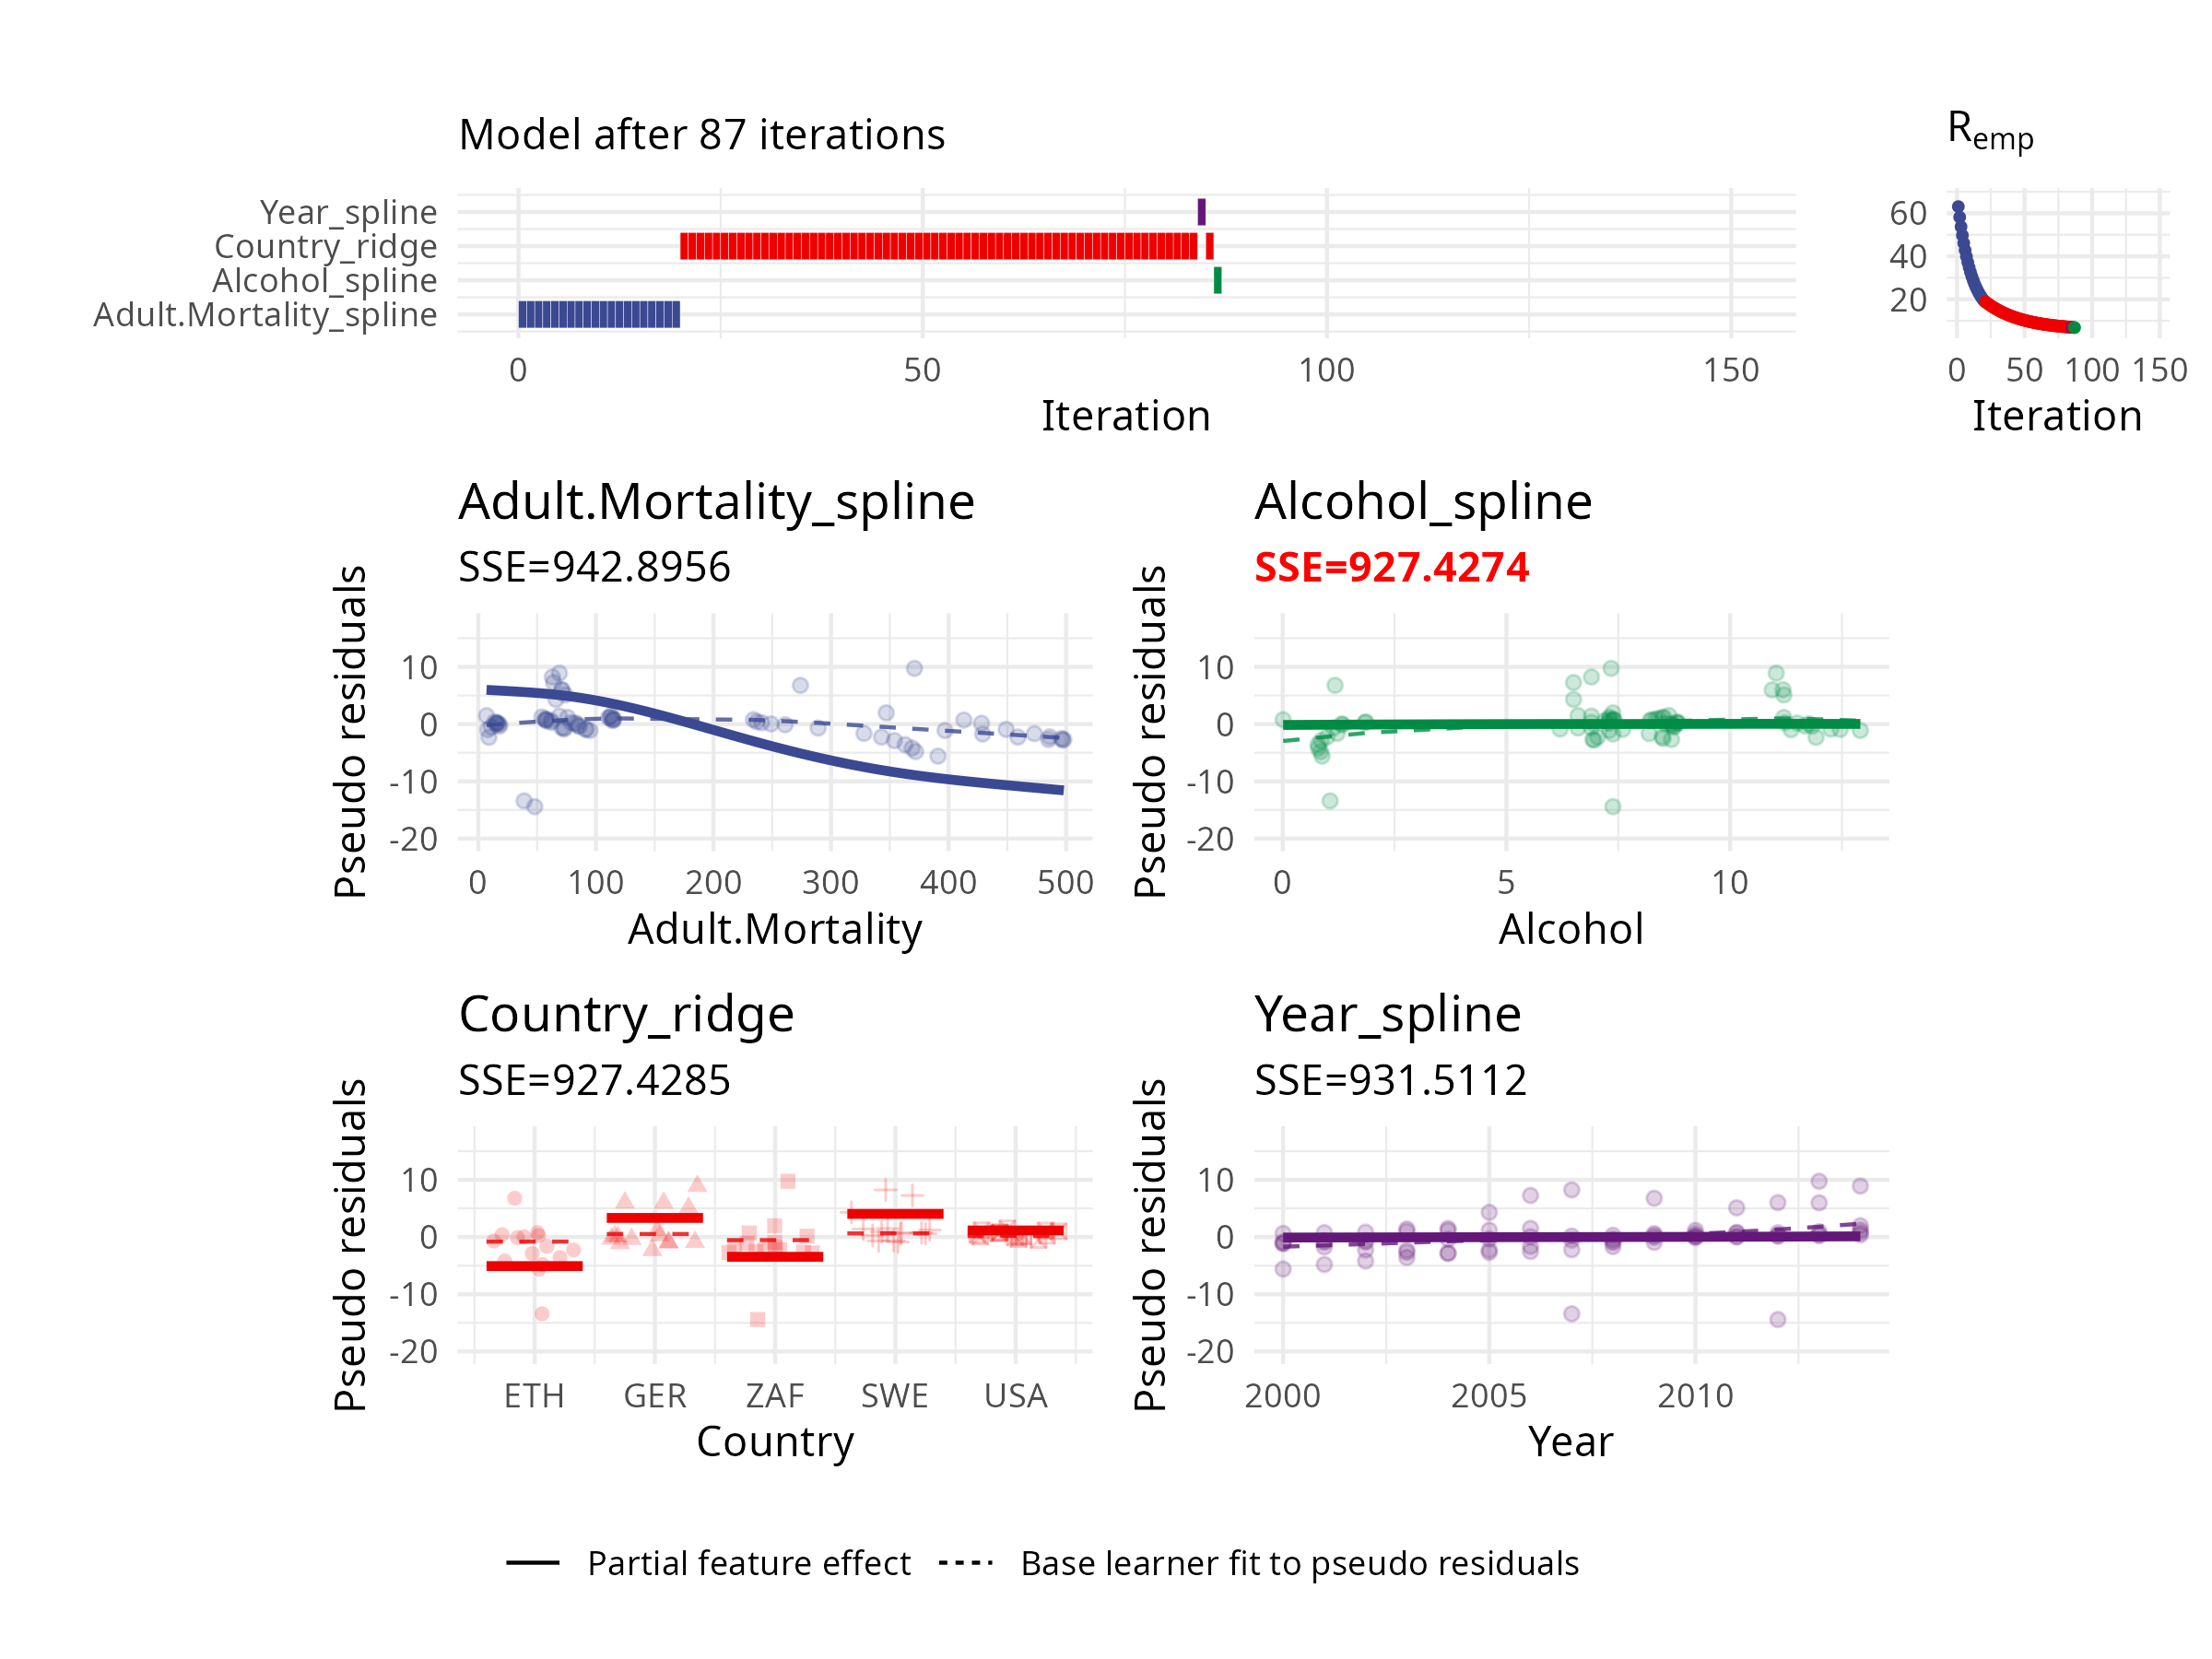 Model after 87 iterations
Year_spline
Country_ridge
Alcohol_spline
Adult.Mortality_spline
0 50 100 150
Iteration
Remp
60
40
20
0 50 100 150
Iteration
Adult.Mortality_spline
SSE=942.8956
Pseudo residuals
10
0
-10
-20
0 100 200 300 400 500
Adult.Mortality
Alcohol_spline
SSE=927.4274
Pseudo residuals
10
0
-10
-20
0 5 10
Alcohol
Country_ridge
SSE=927.4285
Pseudo residuals
10
0
-10
-20
ETH GER ZAF SWE USA
Country
Year_spline
SSE=931.5112
Pseudo residuals
10
0
-10
-20
2000 2005 2010
Year
Partial feature effect Base learner fit to pseudo residuals